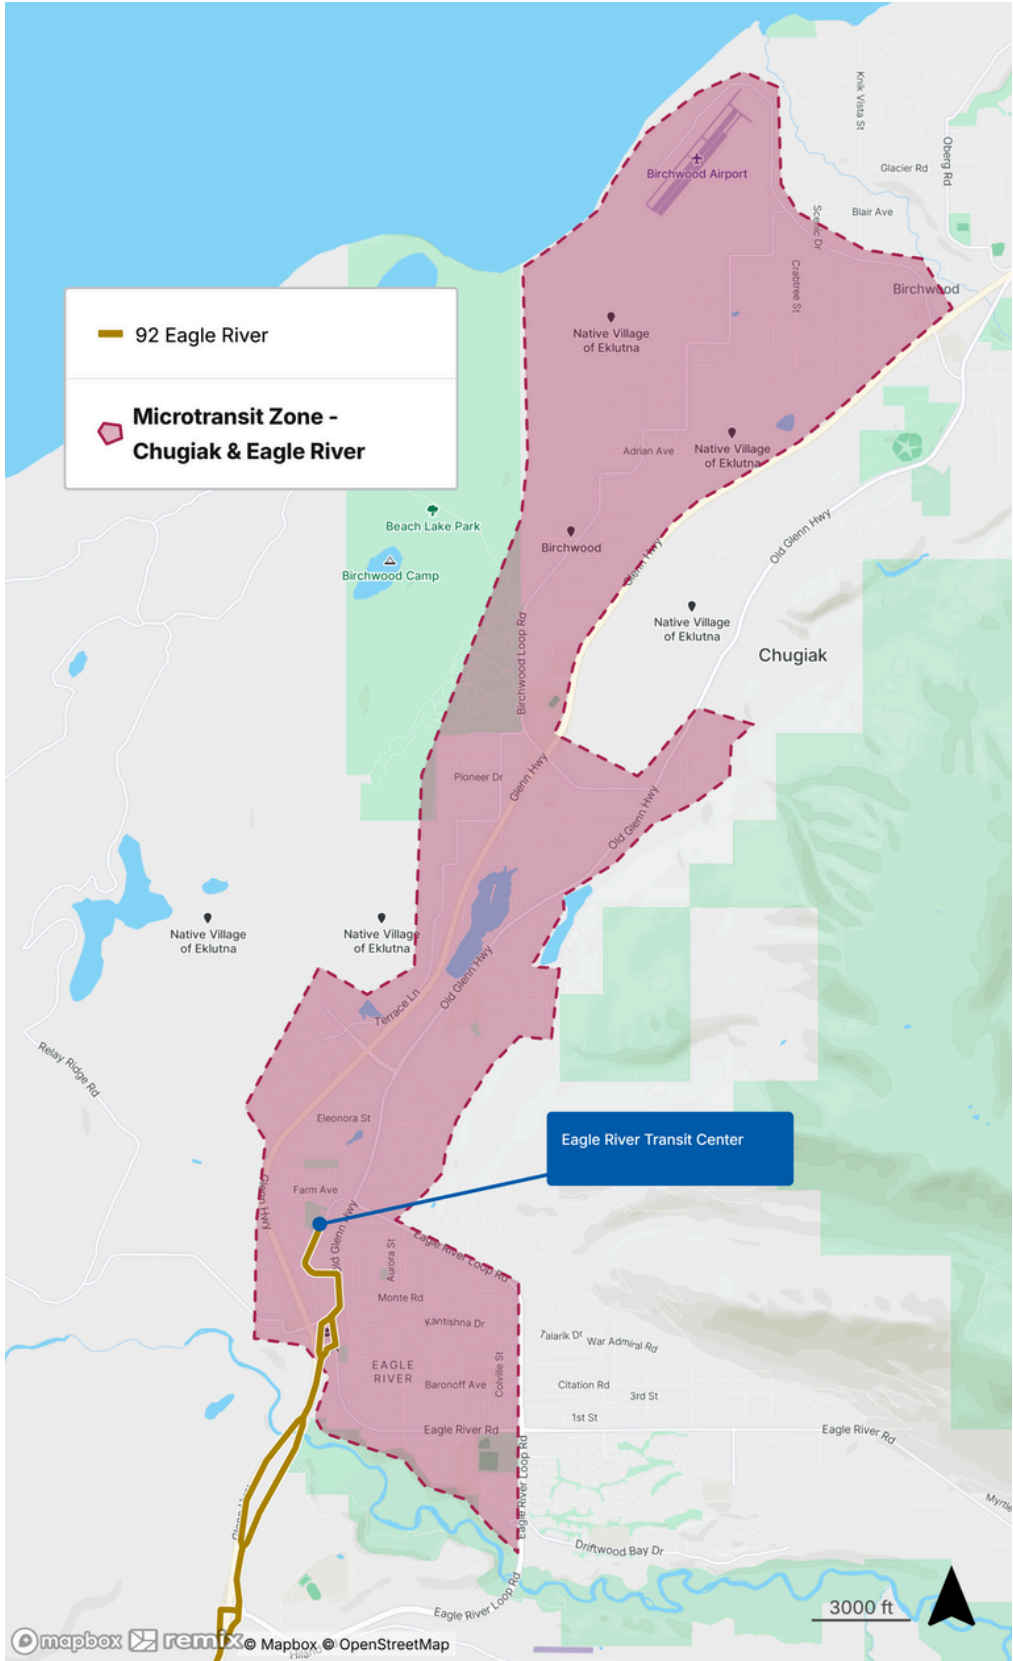 Knik Vista St
Oberg Rd
Glacier Rd
Birchwood Airport
Blair Ave
Scenic Dr
Crabtree St
Birchwood
92 Eagle River
Native Village
of Eklutna
Microtransit Zone -
Chugiak & Eagle River
Adrian Ave
Native Village
of Eklutna
Beach Lake Park
Old Glenn Hwy
Birchwood
Glenn Hwy
Birchwood Camp
Native Village
of Eklutna
Birchwood Loop Rd
Chugiak
Pioneer Dr
Glenn Hwy
Old Glenn Hwy
Native Village
of Eklutna
Native Village
of Eklutna
Old Glenn Hwy
Terrace Ln
Relay Ridge Rd
Eleonora St
Eagle River Transit Center
Farm Ave
Glenn Hwy
Old Glenn Hwy
Aurora St
Eagle River Loop Rd
Monte Rd
Kantishna Dr
Talarik Dr
War Admiral Rd
EAGLE
RIVER
Colville St
Baronoff Ave
Citation Rd
3rd St
1st St
Eagle River Rd
Eagle River Rd
Eagle River Loop Rd
Glenn Hwy
Myrtle
Driftwood Bay Dr
Eagle River Loop Rd
3000 ft
mapbox remix © Mapbox © OpenStreetMap